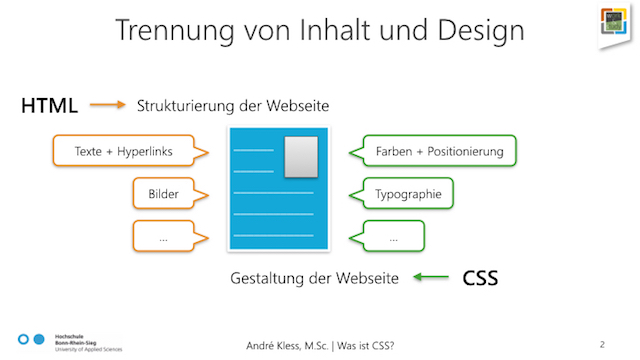 Trennung von Inhalt und Design
HTML
Strukturierung der Webseite
Texte + Hyperlinks
Farben + Positionierung
Bilder
Typographie
...
...
Gestaltung der Webseite
CSS
Hochschule
Bonn-Rhein-Sieg
University of Applied Sciences
André Kless, M.Sc. | Was ist CSS?
2